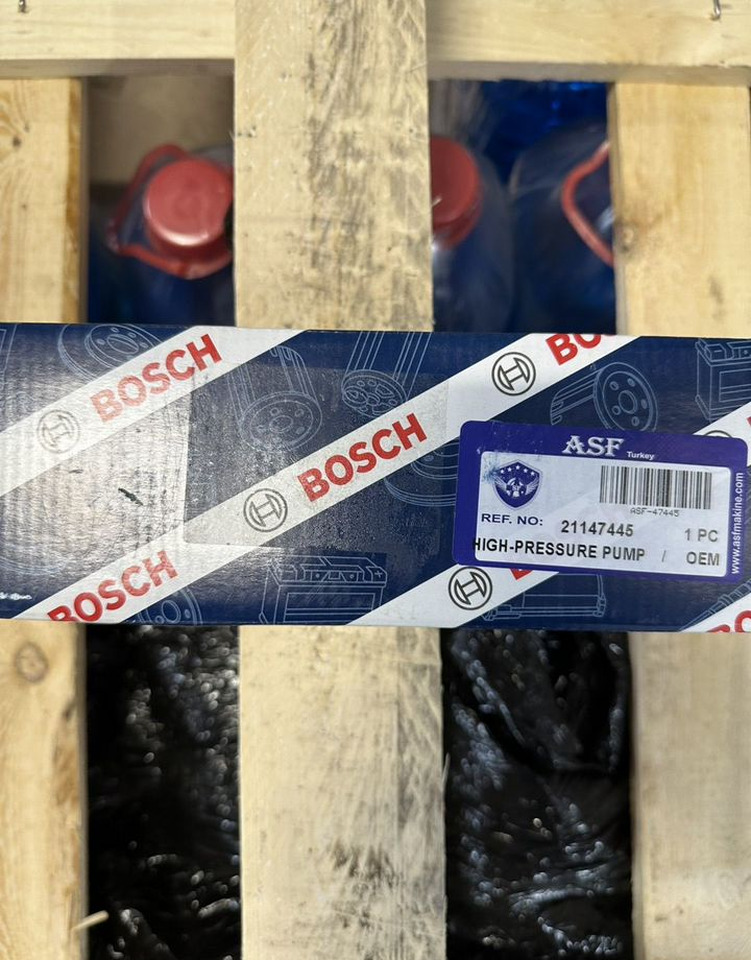 BOSCH
BO
BOSCH
BOSCH
ASF Turkey
ASF-47445
REF. NO: 21147445 1 PC
HIGH-PRESSURE PUMP / OEM
www.asfmakine.com